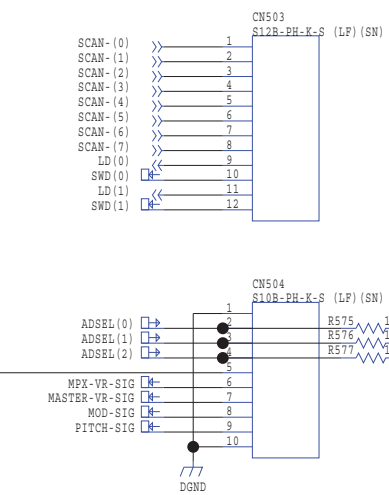 CN503
S12B-PH-K-S (LF)(SN)
SCAN-(0) 1
SCAN-(1) 2
SCAN-(2) 3
SCAN-(3) 4
SCAN-(4) 5
SCAN-(5) 6
SCAN-(6) 7
SCAN-(7) 8
LD(0) 9
SWD(0) 10
LD(1) 11
SWD(1) 12
CN504
S10B-PH-K-S (LF)(SN)
1
ADSEL(0) 2 R575
ADSEL(1) 3 R576
ADSEL(2) 4 R577
5
MPX-VR-SIG 6
MASTER-VR-SIG 7
MOD-SIG 8
PITCH-SIG 9
10
DGND